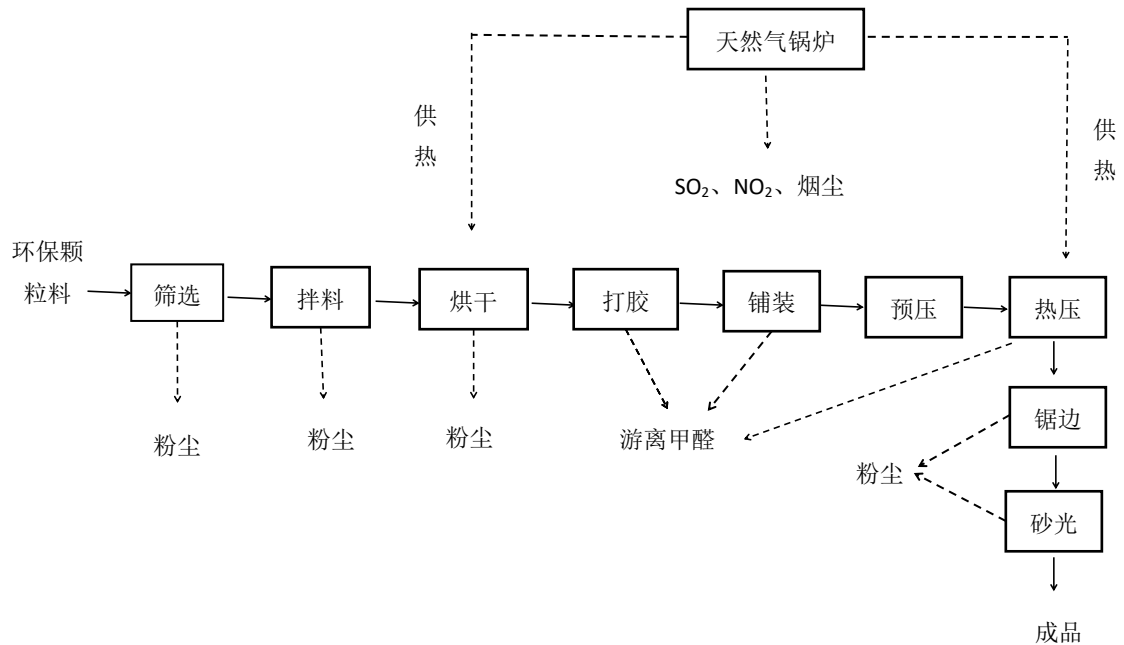 天然气锅炉
供
热
供
热
SO₂、NO₂、烟尘
环保颗
粒料
筛选
拌料
烘干
打胶
铺装
预压
热压
粉尘
粉尘
粉尘
游离甲醛
锯边
粉尘
砂光
成品